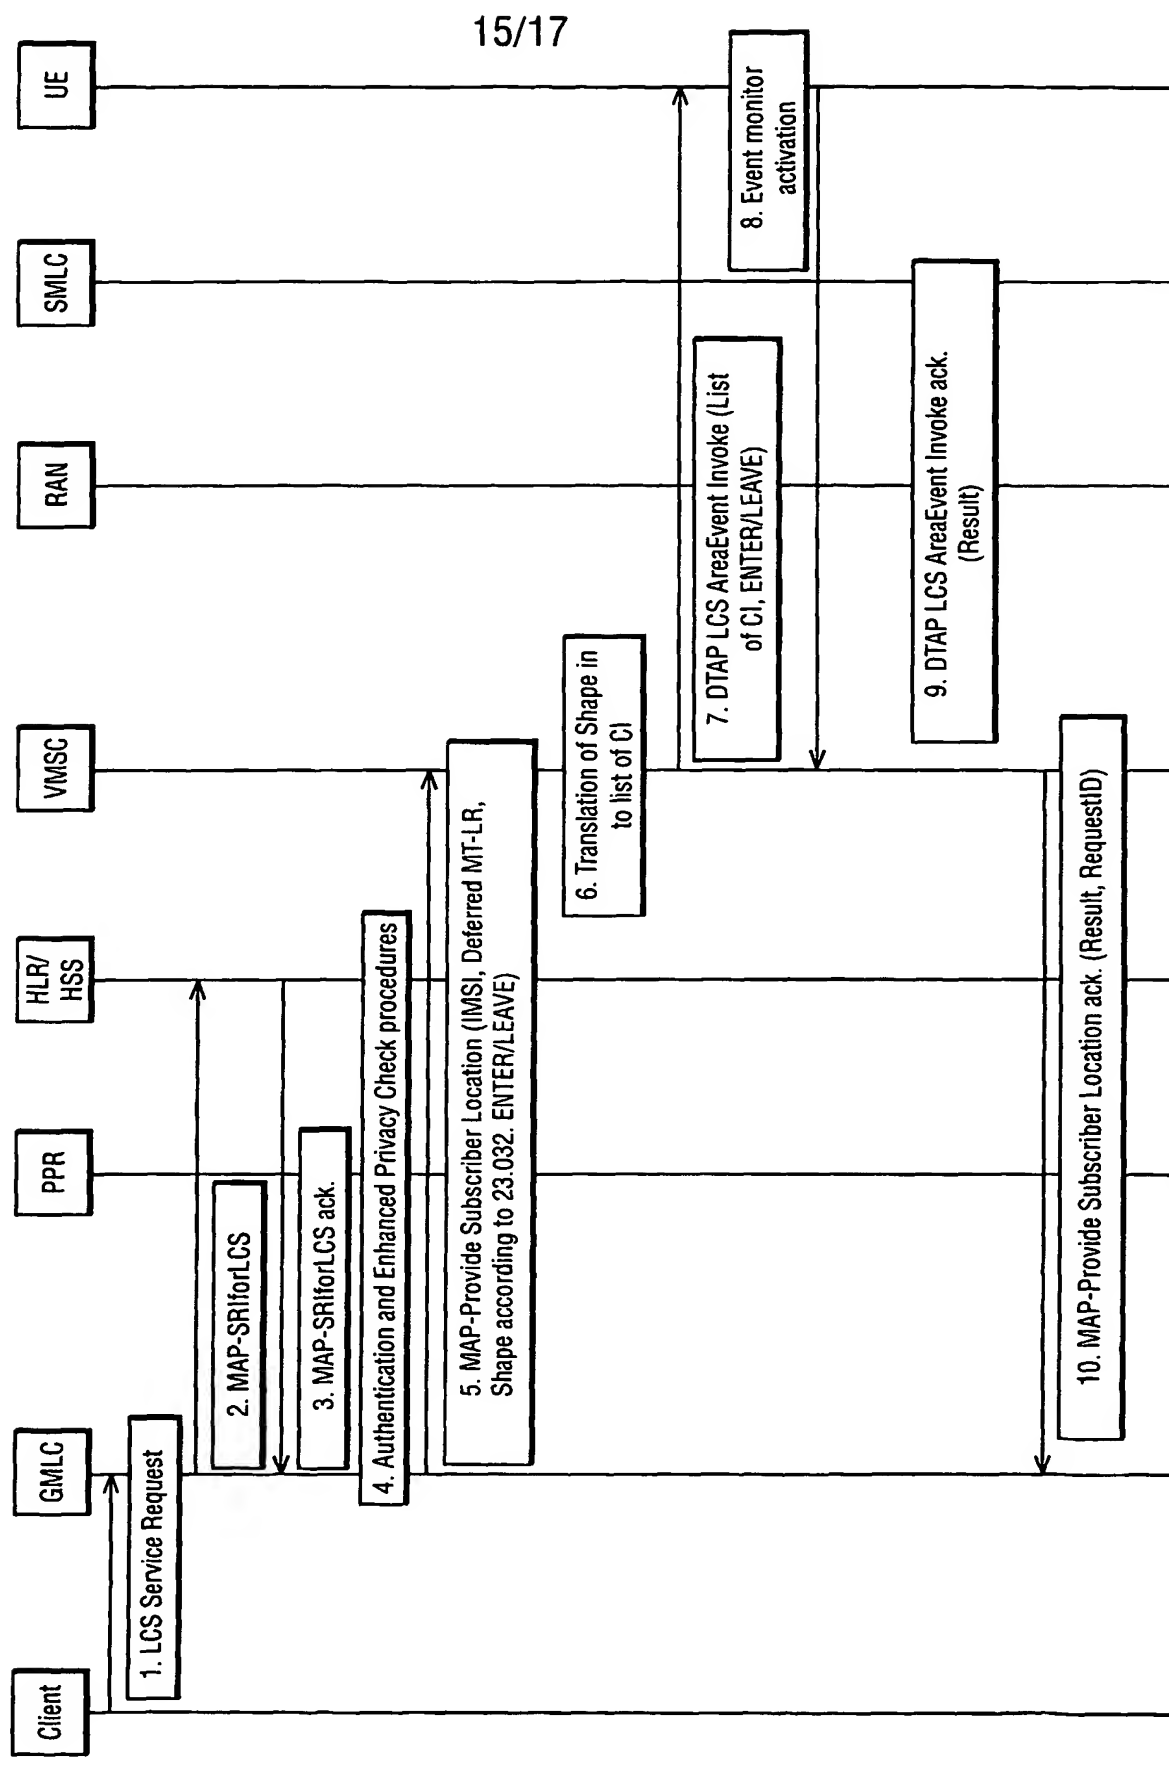 15/17
Client
GMLC
PPR
HLR/
HSS
VMSC
RAN
SMLC
UE
1. LCS Service Request
2. MAP-SRIforLCS
3. MAP-SRIforLCS ack.
4. Authentication and Enhanced Privacy Check procedures
5. MAP-Provide Subscriber Location (IMSI, Deferred MT-LR,
Shape according to 23.032. ENTER/LEAVE)
6. Translation of Shape in
to list of CI
7. DTAP LCS AreaEvent Invoke (List
of CI, ENTER/LEAVE)
8. Event monitor
activation
9. DTAP LCS AreaEvent Invoke ack.
(Result)
10. MAP-Provide Subscriber Location ack. (Result, RequestID)